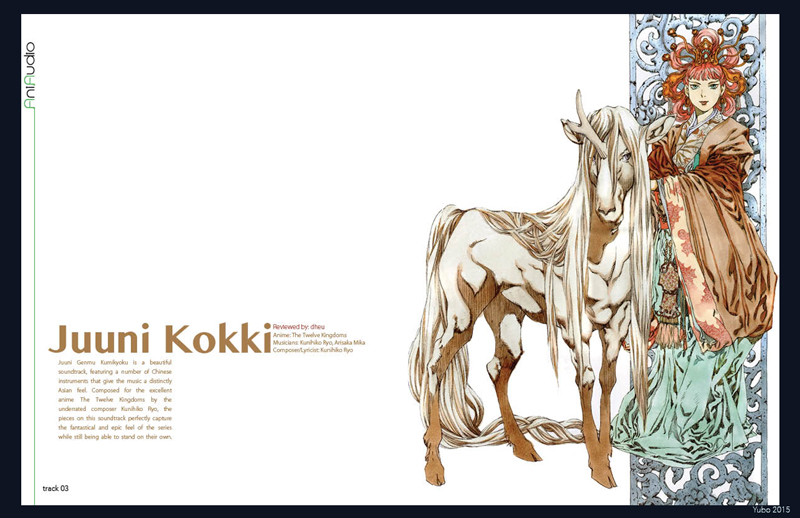 AniAudio
Juuni Kokki
Reviewed by: dheu
Anime: The Twelve Kingdoms
Musicians: Kunihiko Ryo, Arisaka Mika
Composer/Lyricist: Kunihiko Ryo
Juuni Genmu Kumikyoku is a beautiful
soundtrack, featuring a number of Chinese
instruments that give the music a distinctly
Asian feel. Composed for the excellent
anime The Twelve Kingdoms by the
underrated composer Kunihiko Ryo, the
pieces on this soundtrack perfectly capture
the fantastical and epic feel of the series
while still being able to stand on their own.
track 03
Yubo 2015